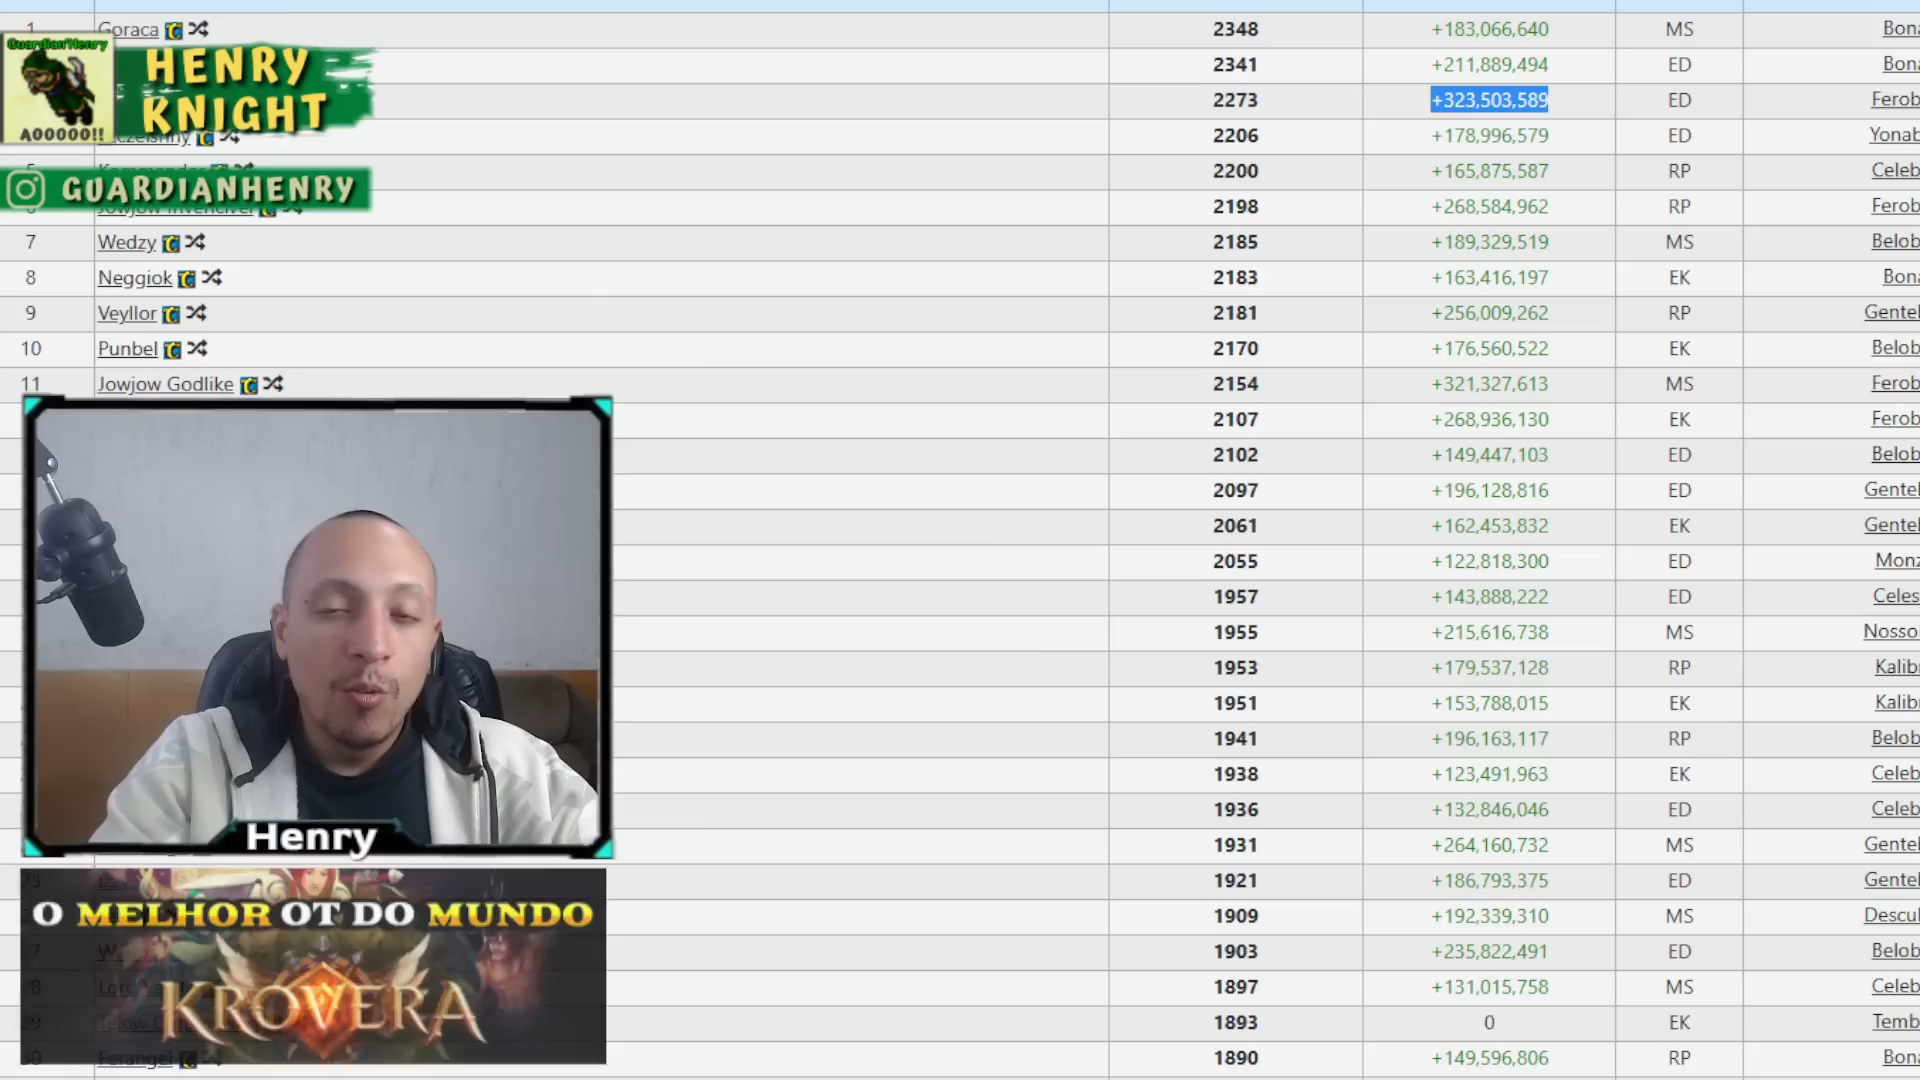 1 Goraca 2348 +183,066,640 MS Bona
2341 +211,889,494 ED Bona
2273 +323,503,589 ED Ferob
2206 +178,996,579 ED Yonab
2200 +165,875,587 RP Celeb
2198 +268,584,962 RP Ferob
Guardian Henry
HENRY
KNIGHT
A00000!!
GUARDIANHENRY
7 Wedzy 2185 +189,329,519 MS Belob
8 Neggiok 2183 +163,416,197 EK Bona
9 Veyllor 2181 +256,009,262 RP Gentel
10 Punbel 2170 +176,560,522 EK Belob
11 Jowjow Godlike 2154 +321,327,613 MS Ferob
2107 +268,936,130 EK Ferob
2102 +149,447,103 ED Belob
2097 +196,128,816 ED Gentel
2061 +162,453,832 EK Gentel
2055 +122,818,300 ED Monz
1957 +143,888,222 ED Celes
1955 +215,616,738 MS Nosso
1953 +179,537,128 RP Kalib
1951 +153,788,015 EK Kalib
1941 +196,163,117 RP Belob
1938 +123,491,963 EK Celeb
1936 +132,846,046 ED Celeb
1931 +264,160,732 MS Gentel
1921 +186,793,375 ED Gentel
1909 +192,339,310 MS Descul
1903 +235,822,491 ED Belob
1897 +131,015,758 MS Celeb
1893 0 EK Temb
Ferangel 1890 +149,596,806 RP Bona
Henry
O MELHOR OT DO MUNDO
KROVERA